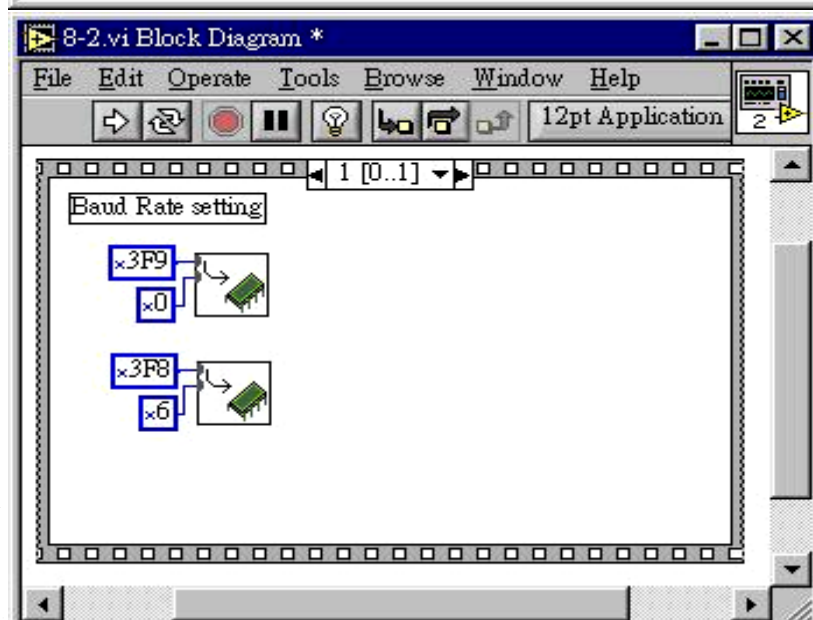 8-2.vi Block Diagram *
File Edit Operate Tools Browse Window Help
12pt Application
2
1 [0..1]
Baud Rate setting
x3F9
x0
x3F8
x6